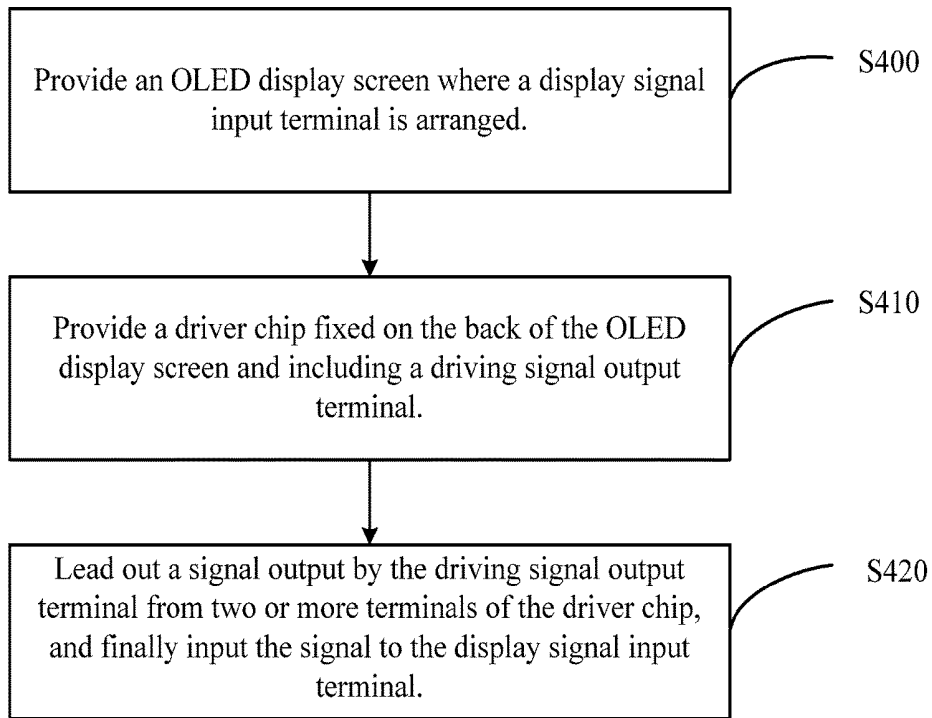 Provide an OLED display screen where a display signal
input terminal is arranged.
S400
Provide a driver chip fixed on the back of the OLED
display screen and including a driving signal output
terminal.
S410
Lead out a signal output by the driving signal output
terminal from two or more terminals of the driver chip,
and finally input the signal to the display signal input
terminal.
S420